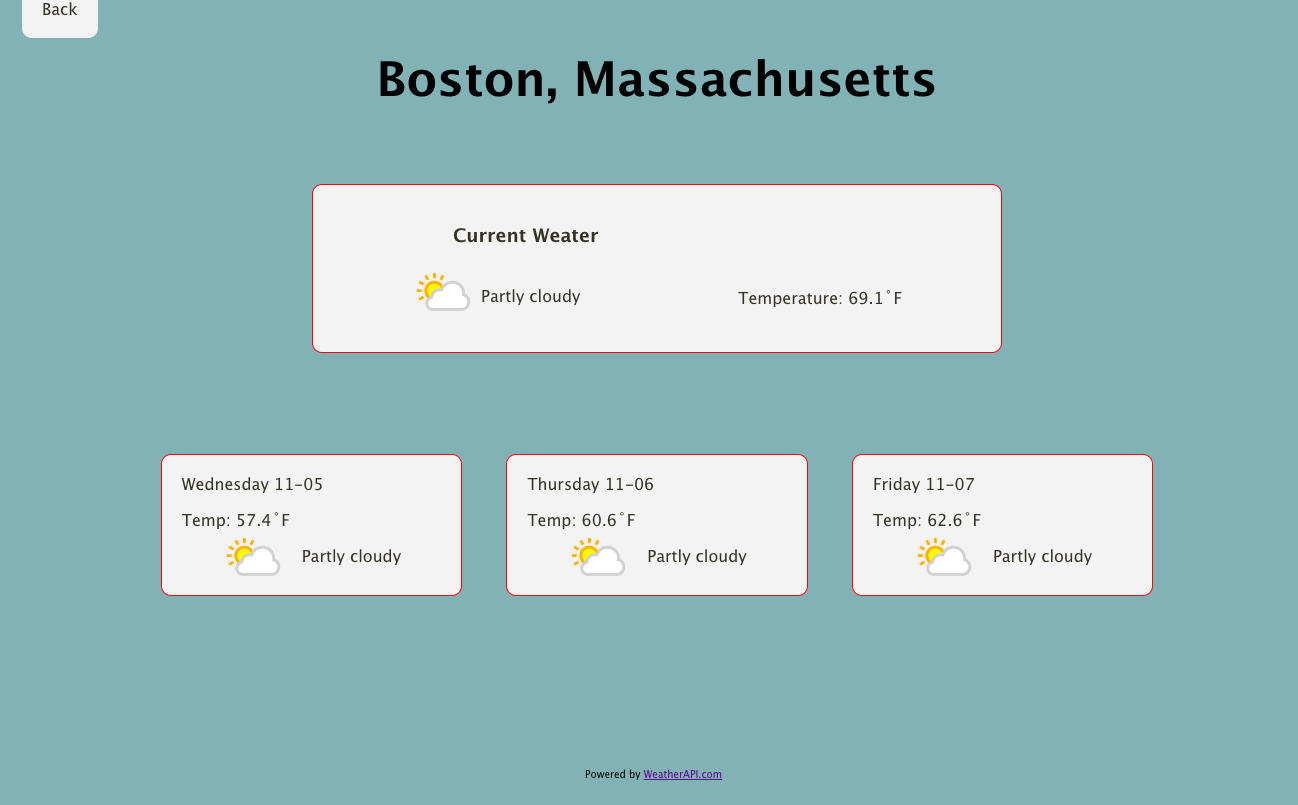 Back
Boston, Massachusetts
Current Weater
Partly cloudy
Temperature: 69.1˚F
Wednesday 11-05
Temp: 57.4˚F
Partly cloudy
Thursday 11-06
Temp: 60.6˚F
Partly cloudy
Friday 11-07
Temp: 62.6˚F
Partly cloudy
Powered by WeatherAPI.com